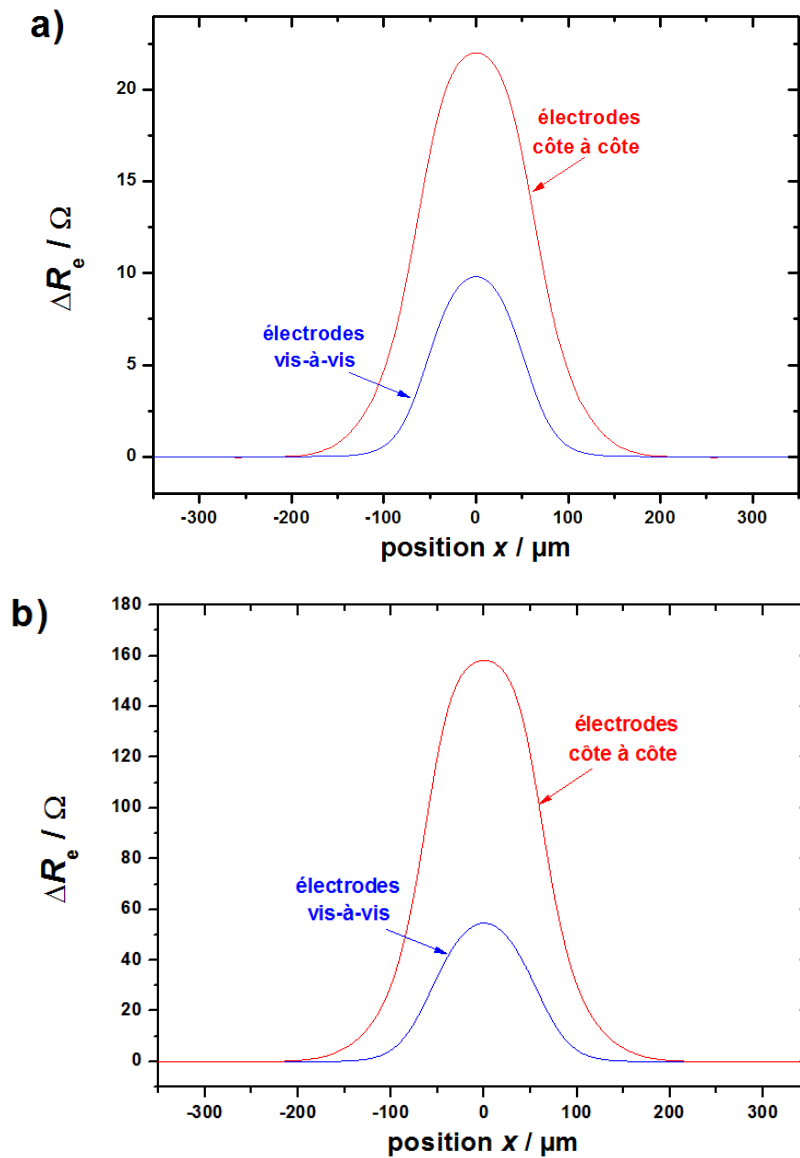 a)
20
15
10
5
0
ΔRe / Ω
électrodes
côte à côte
électrodes
vis-à-vis
-300 -200 -100 0 100 200 300
position x / µm
b)
180
160
140
120
100
80
60
40
20
0
ΔRe / Ω
électrodes
côte à côte
électrodes
vis-à-vis
-300 -200 -100 0 100 200 300
position x / µm